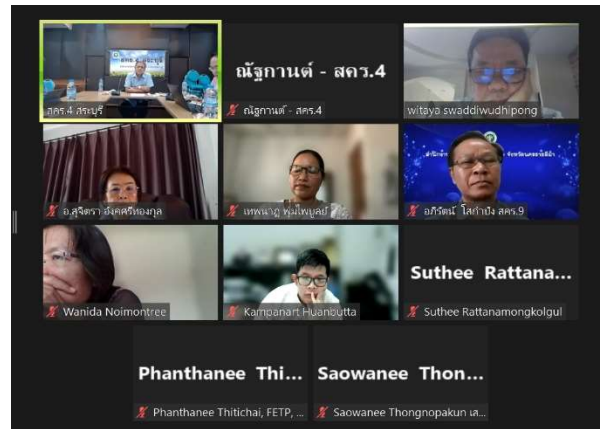 สคร.4 สระบุรี
ณัฐกานต์ - สคร.4
ณัฐกานต์ - สคร.4
witaya swaddiwudhipong
อ.สุจิตรา อังคศรีทองกุล
เทพนาฎ พุ่มไพบูลย์
อภิรัตน์ โสกำปัง สคร.9
Wanida Noimontree
Kampanart Huanbutta
Suthee Rattana...
Suthee Rattanamongkolgul
Phanthanee Thi...
Saowanee Thon...
Phanthanee Thitichai, FETP, ...
Saowanee Thongnopakun เส...